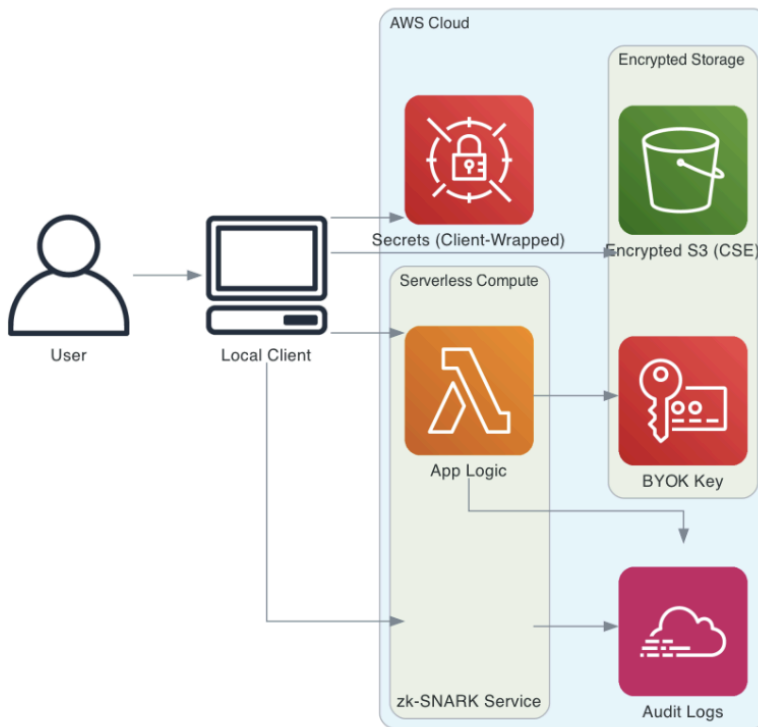 AWS Cloud
Encrypted Storage
Secrets (Client-Wrapped)
Encrypted S3 (CSE)
Serverless Compute
User
Local Client
App Logic
BYOK Key
zk-SNARK Service
Audit Logs